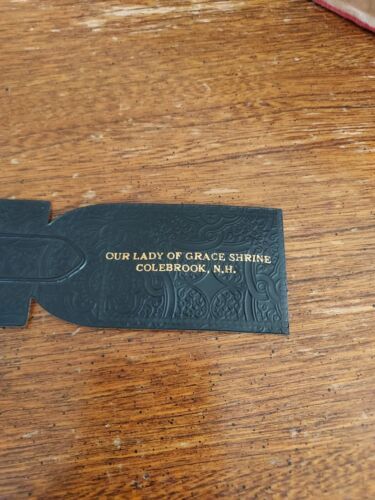 OUR LADY OF GRACE SHRINE
COLEBROOK, N.H.